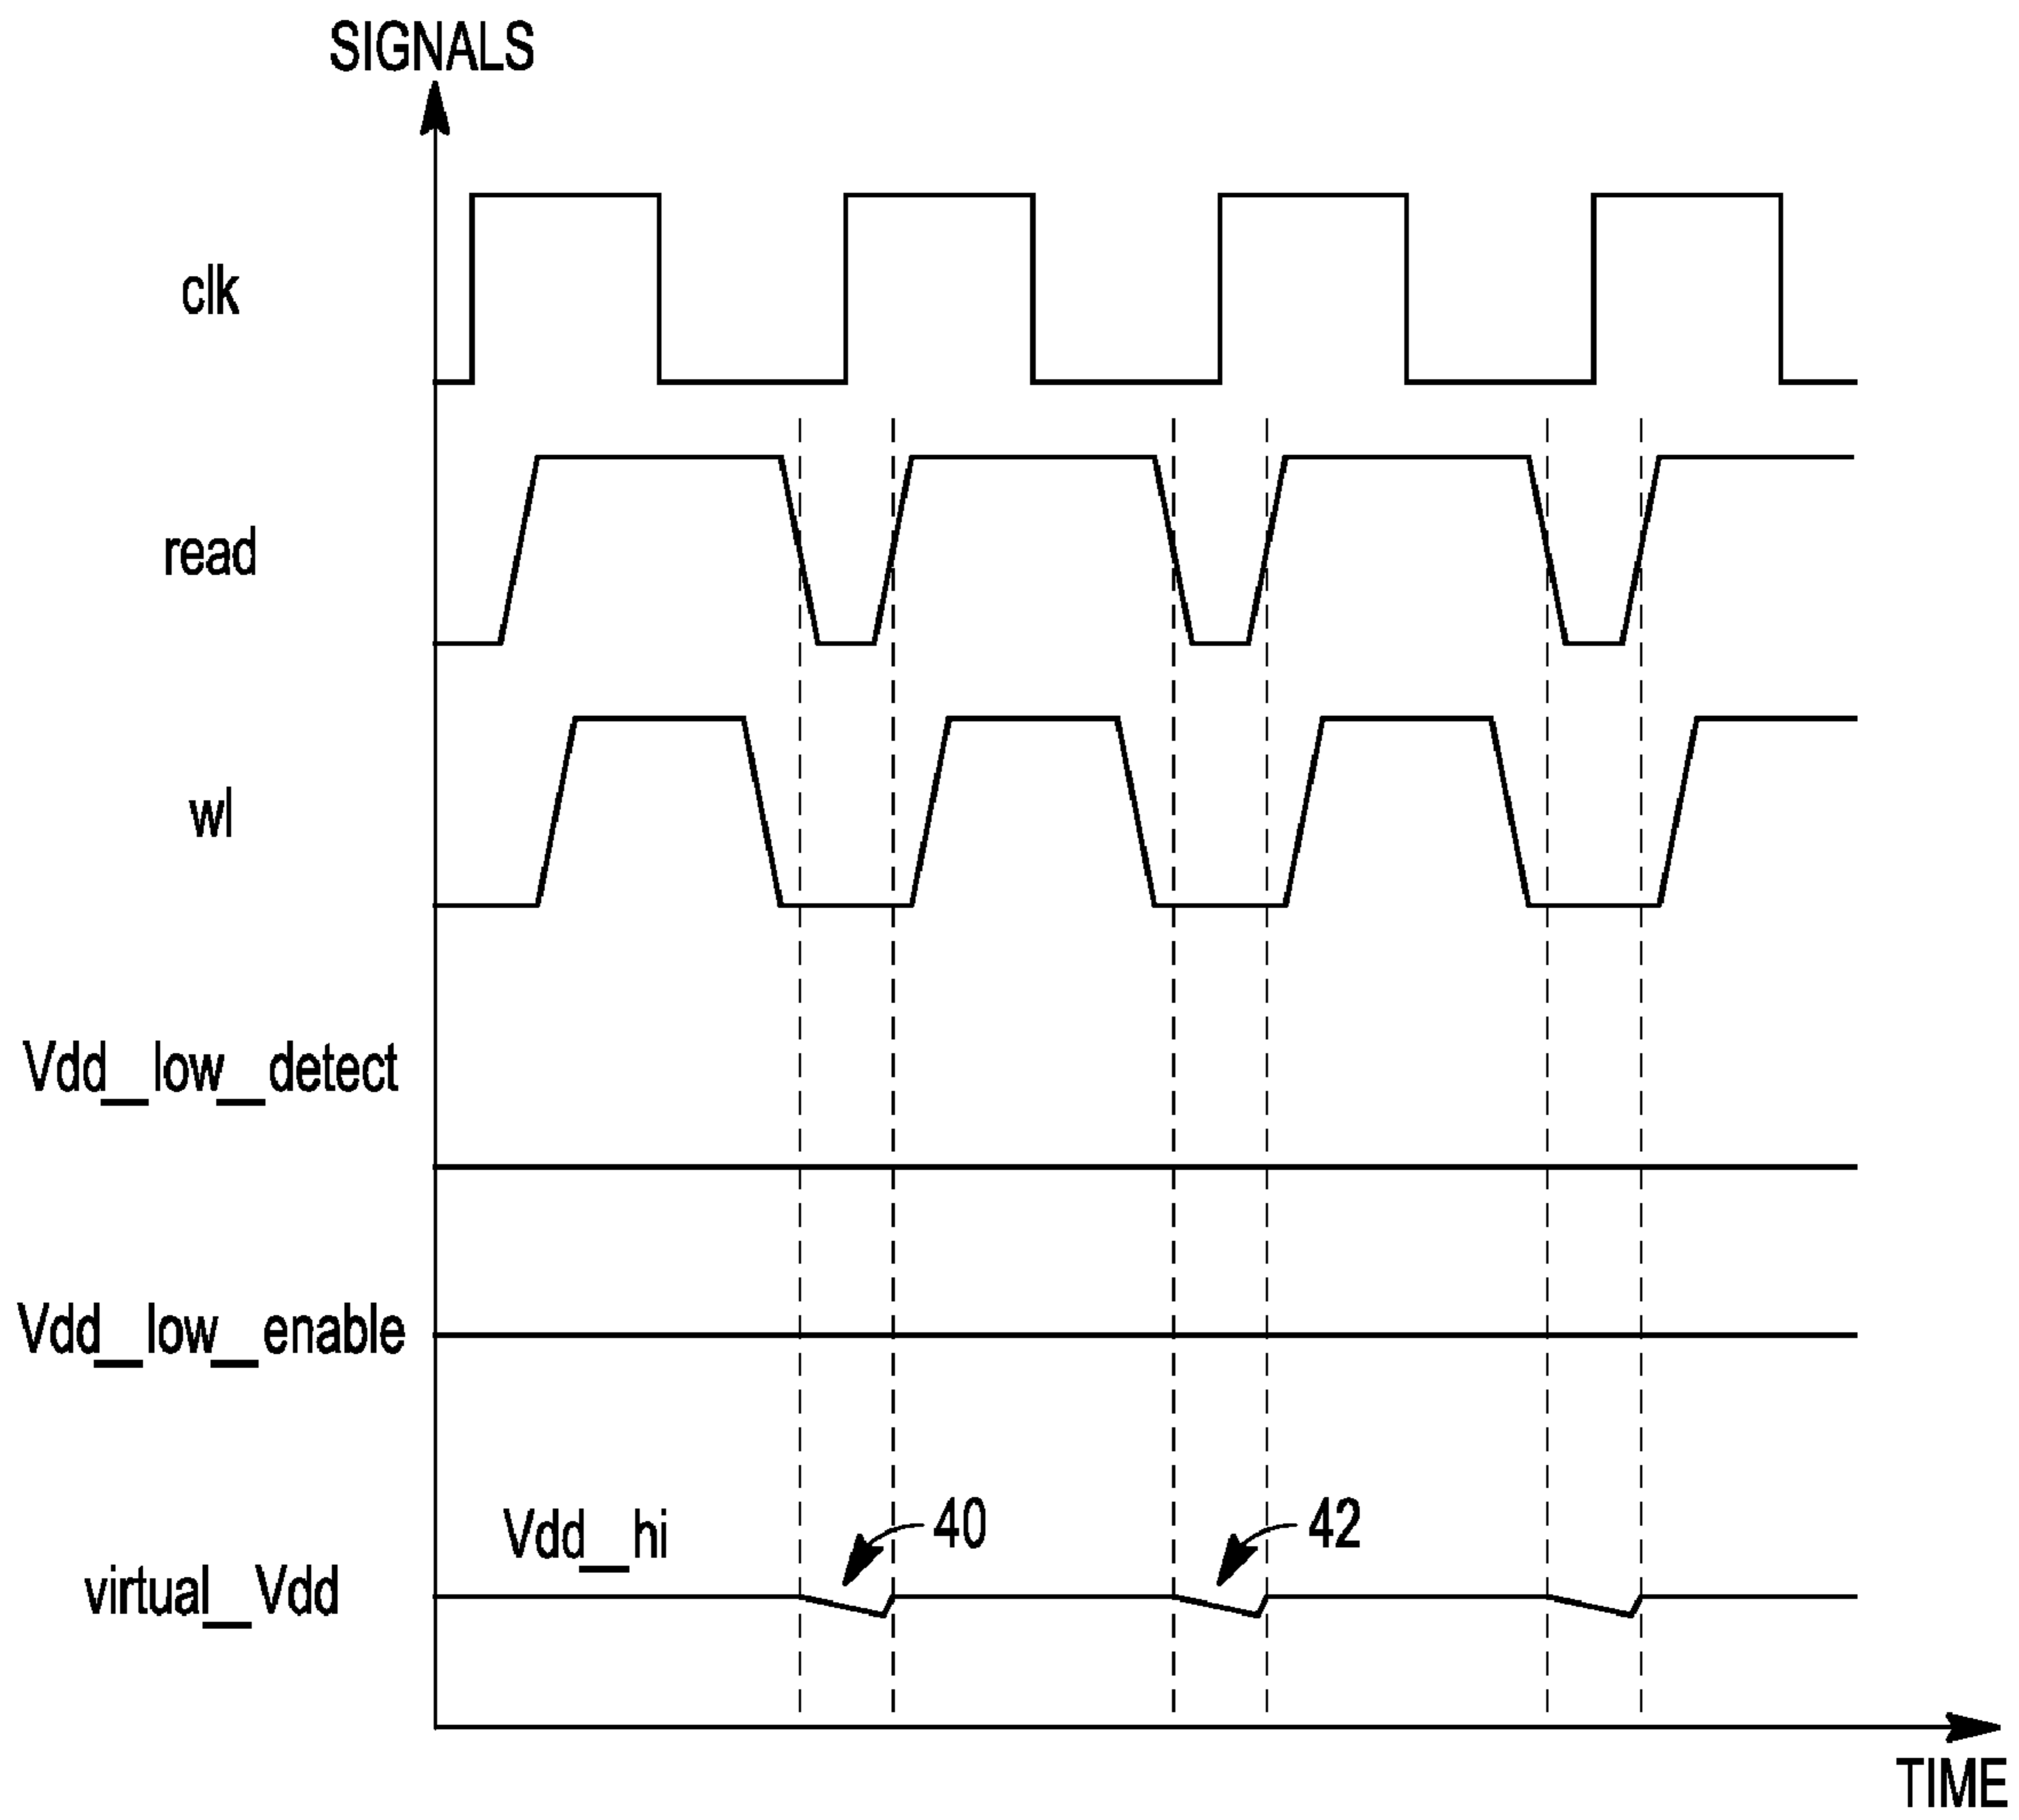 SIGNALS
clk
read
wl
Vdd_low_detect
Vdd_low_enable
Vdd_hi
40
42
virtual_Vdd
TIME